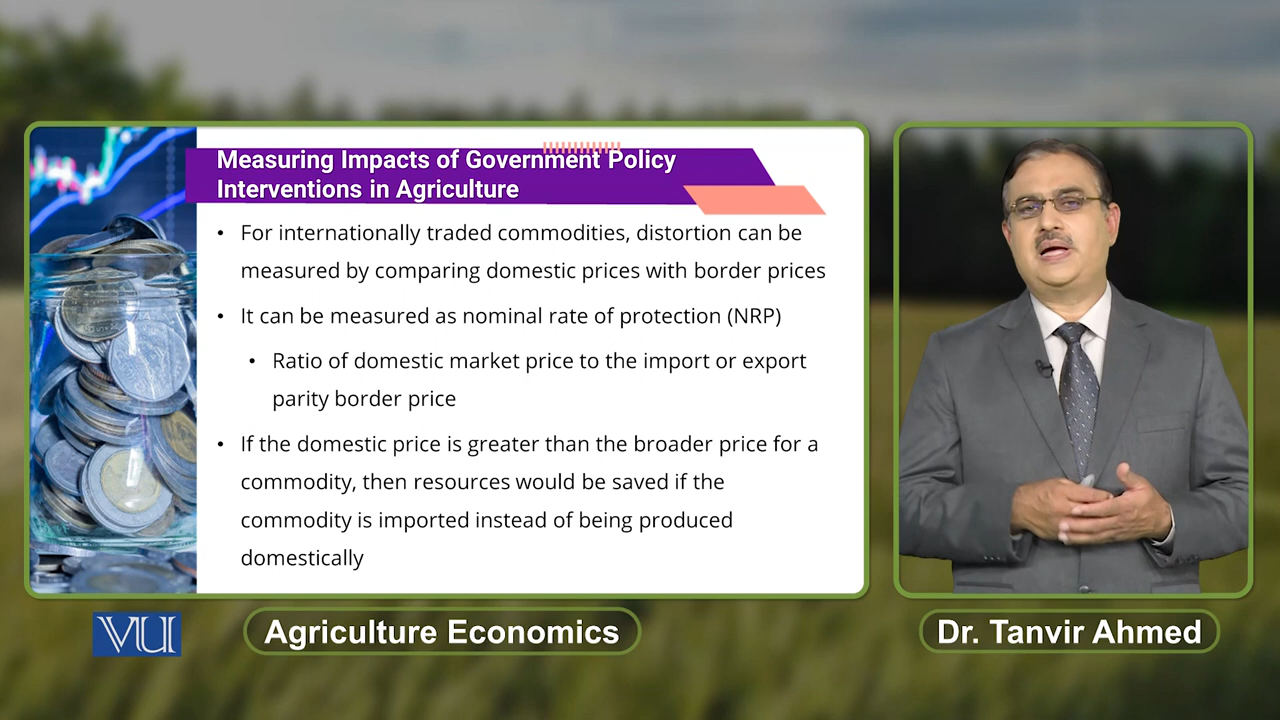 Measuring Impacts of Government Policy
Interventions in Agriculture
• For internationally traded commodities, distortion can be
measured by comparing domestic prices with border prices
• It can be measured as nominal rate of protection (NRP)
• Ratio of domestic market price to the import or export
parity border price
• If the domestic price is greater than the broader price for a
commodity, then resources would be saved if the
commodity is imported instead of being produced
domestically
VU
Agriculture Economics
Dr. Tanvir Ahmed